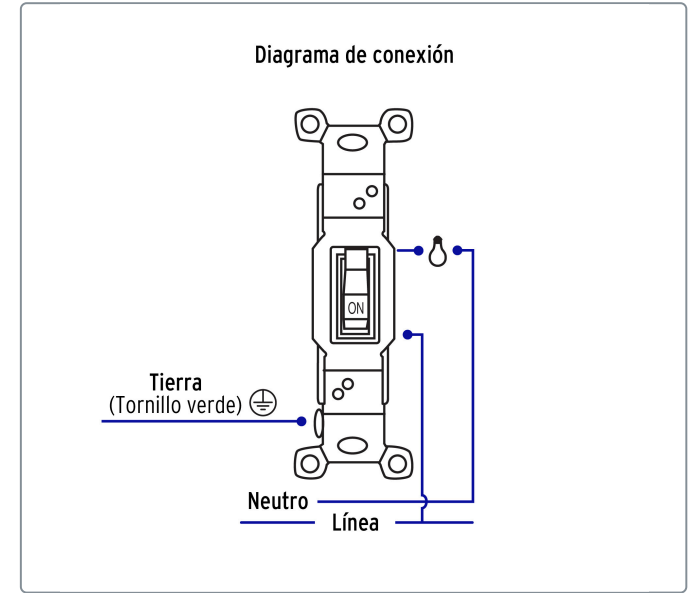 Diagrama de conexión
ON
Tierra
(Tornillo verde)
Neutro
Línea